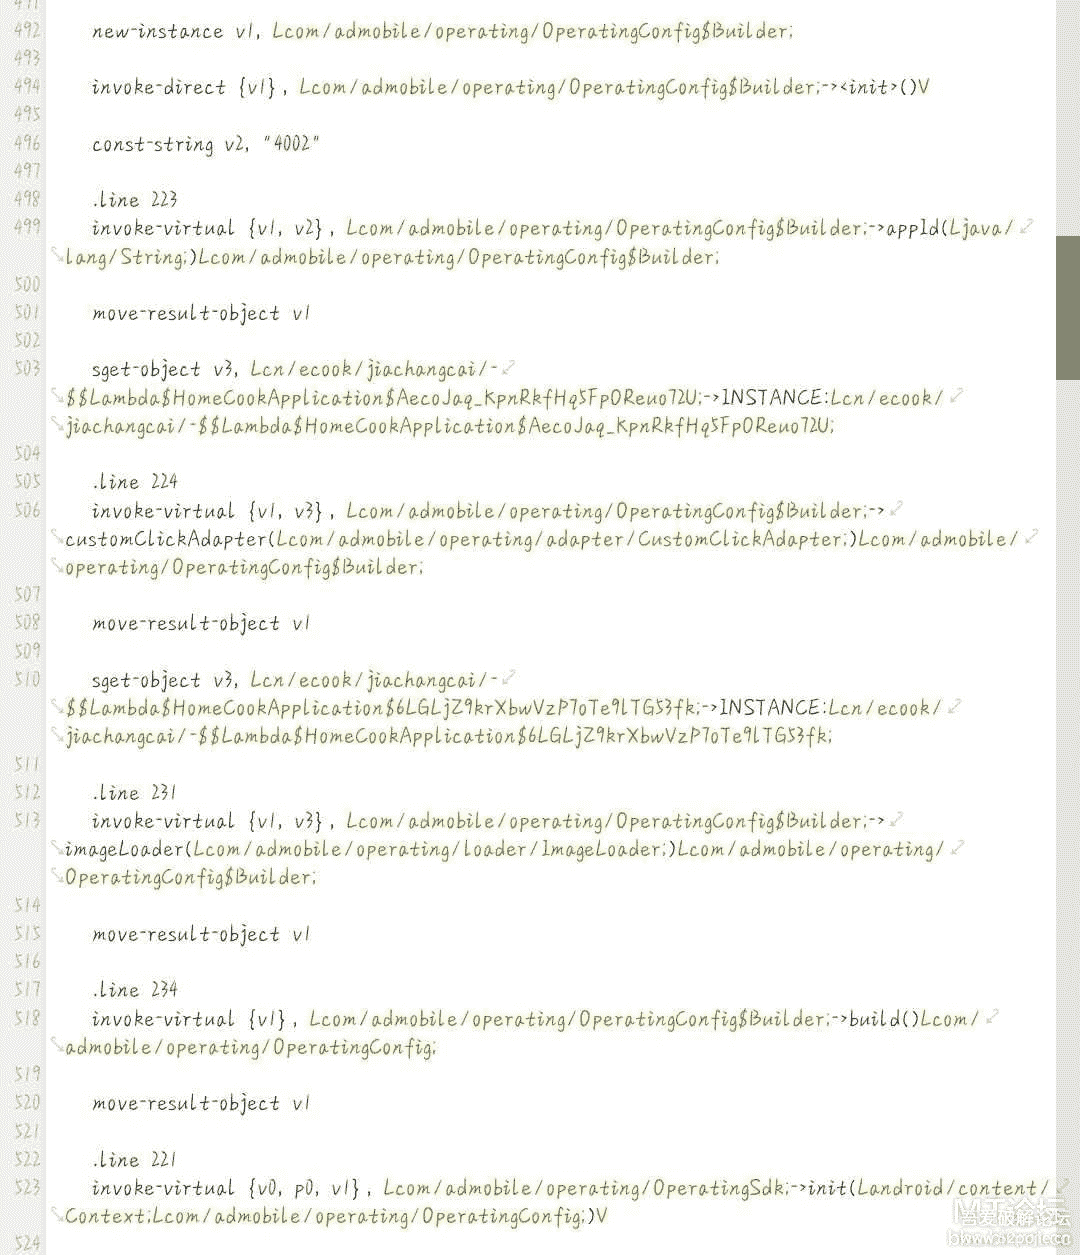 491
492 new-instance v1, Lcom/admobile/operating/OperatingConfig$Builder;
493
494 invoke-direct {v1}, Lcom/admobile/operating/OperatingConfig$Builder;-><init>()V
495
496 const-string v2, "4002"
497
498 .line 223
499 invoke-virtual {v1, v2}, Lcom/admobile/operating/OperatingConfig$Builder;->appId(Ljava/
lang/String;)Lcom/admobile/operating/OperatingConfig$Builder;
500
501 move-result-object v1
502
503 sget-object v3, Lcn/ecook/jiachangcai/-
$$Lambda$HomeCookApplication$AecoJaq_KpnRkfHq5FpOReuo72U;->INSTANCE:Lcn/ecook/
jiachangcai/-$$Lambda$HomeCookApplication$AecoJaq_KpnRkfHq5FpOReuo72U;
504
505 .line 224
506 invoke-virtual {v1, v3}, Lcom/admobile/operating/OperatingConfig$Builder;->
customClickAdapter(Lcom/admobile/operating/adapter/CustomClickAdapter;)Lcom/admobile/
operating/OperatingConfig$Builder;
507
508 move-result-object v1
509
510 sget-object v3, Lcn/ecook/jiachangcai/-
$$Lambda$HomeCookApplication$6LGLjZ9krXbwVzP7oTe9lTG53fk;->INSTANCE:Lcn/ecook/
jiachangcai/-$$Lambda$HomeCookApplication$6LGLjZ9krXbwVzP7oTe9lTG53fk;
511
512 .line 231
513 invoke-virtual {v1, v3}, Lcom/admobile/operating/OperatingConfig$Builder;->
imageLoader(Lcom/admobile/operating/loader/ImageLoader;)Lcom/admobile/operating/
OperatingConfig$Builder;
514
515 move-result-object v1
516
517 .line 234
518 invoke-virtual {v1}, Lcom/admobile/operating/OperatingConfig$Builder;->build()Lcom/
admobile/operating/OperatingConfig;
519
520 move-result-object v1
521
522 .line 221
523 invoke-virtual {v0, p0, v1}, Lcom/admobile/operating/OperatingSdk;->init(Landroid/content/
Context;Lcom/admobile/operating/OperatingConfig;)V
524
吾爱破解论坛
www.52pojie.cn